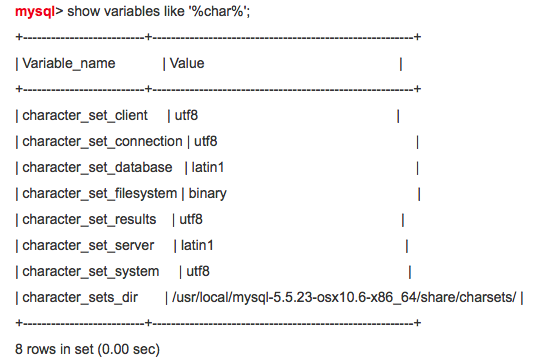 mysql> show variables like '%char%';
+--------------------------+--------------------------------------------------------+
| Variable_name | Value |
+--------------------------+--------------------------------------------------------+
| character_set_client | utf8 |
| character_set_connection | utf8 |
| character_set_database | latin1 |
| character_set_filesystem | binary |
| character_set_results | utf8 |
| character_set_server | latin1 |
| character_set_system | utf8 |
| character_sets_dir | /usr/local/mysql-5.5.23-osx10.6-x86_64/share/charsets/ |
+--------------------------+--------------------------------------------------------+
8 rows in set (0.00 sec)